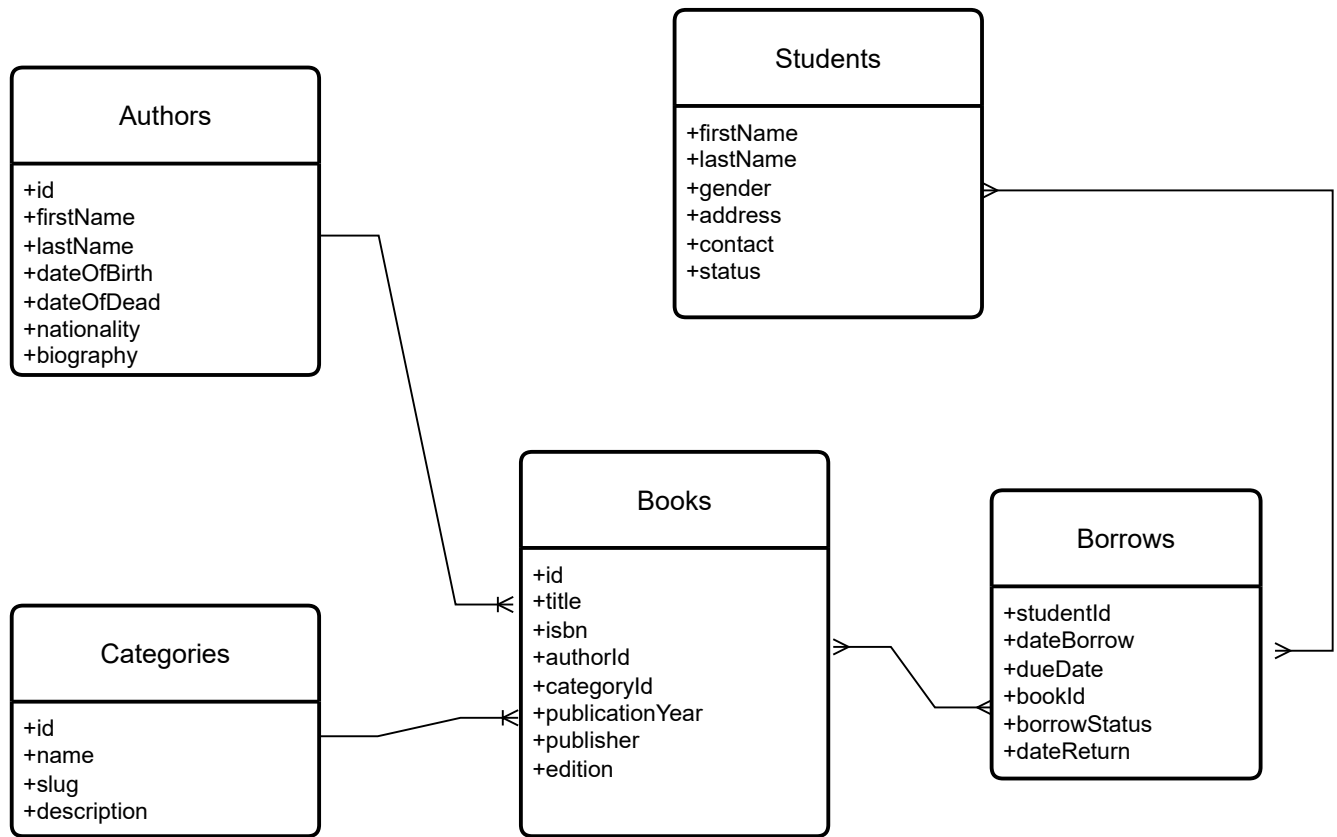 Students
+firstName
+lastName
+gender
+address
+contact
+status
Authors
+id
+firstName
+lastName
+dateOfBirth
+dateOfDead
+nationality
+biography
Books
+id
+title
+isbn
+authorId
+categoryId
+publicationYear
+publisher
+edition
Borrows
+studentId
+dateBorrow
+dueDate
+bookId
+borrowStatus
+dateReturn
Categories
+id
+name
+slug
+description